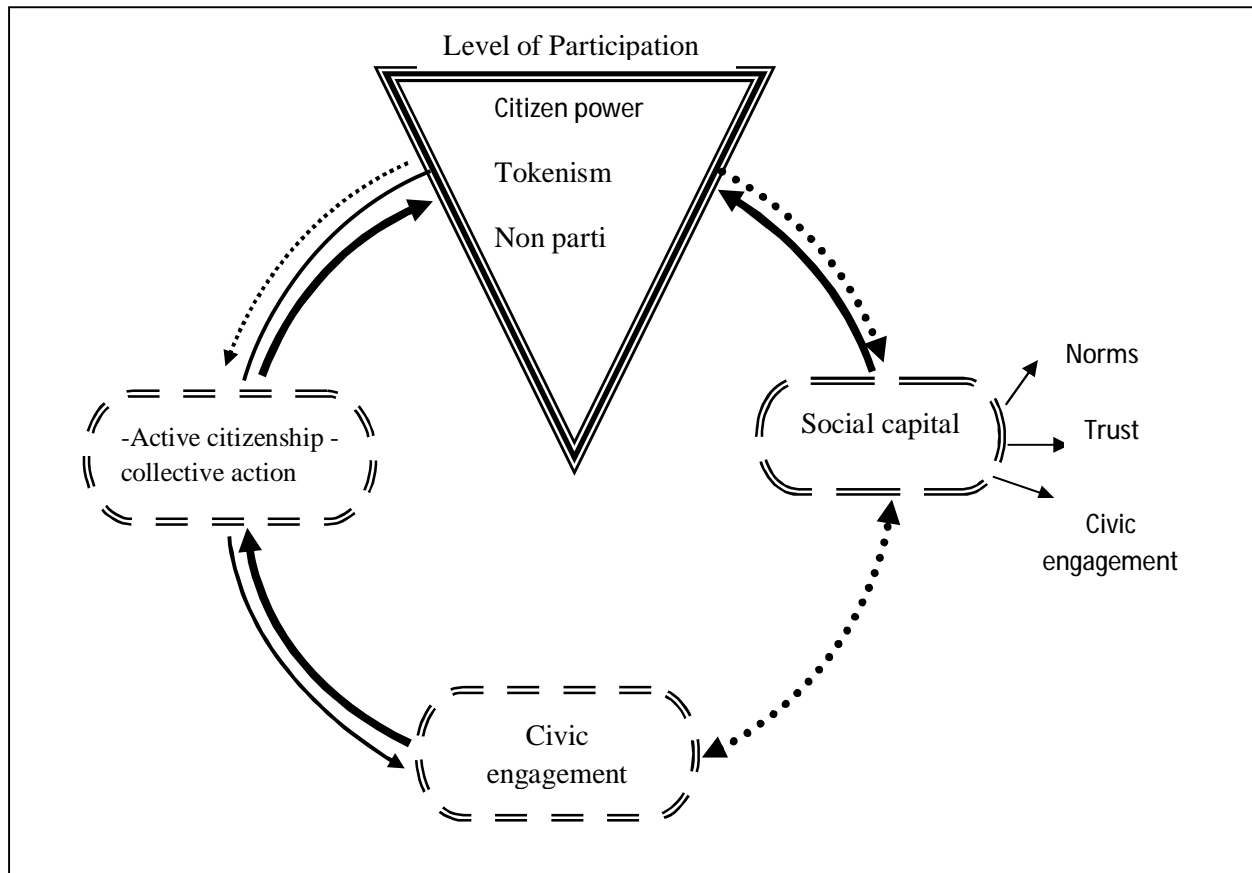 Level of Participation
Citizen power
Tokenism
Non parti
-Active citizenship -
collective action
Social capital
Norms
Trust
Civic
engagement
Civic
engagement